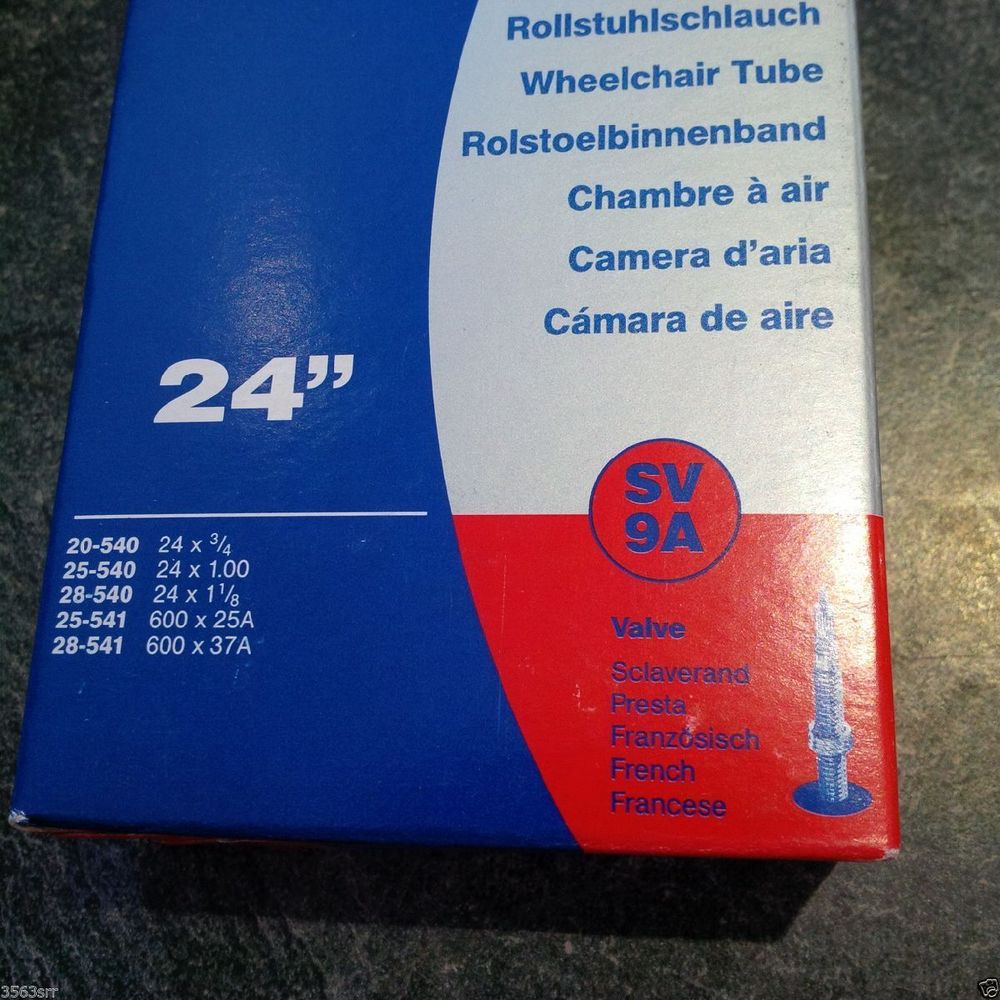 Rollstuhlschlauch
Wheelchair Tube
Rolstoelbinnenband
Chambre à air
Camera d'aria
Cámara de aire
24”
20-540 24 x ³/₄
25-540 24 x 1.00
28-540 24 x 1¹/₈
25-541 600 x 25A
28-541 600 x 37A
SV
9A
Valve
Sclaverand
Presta
Französisch
French
Francese
3563srr